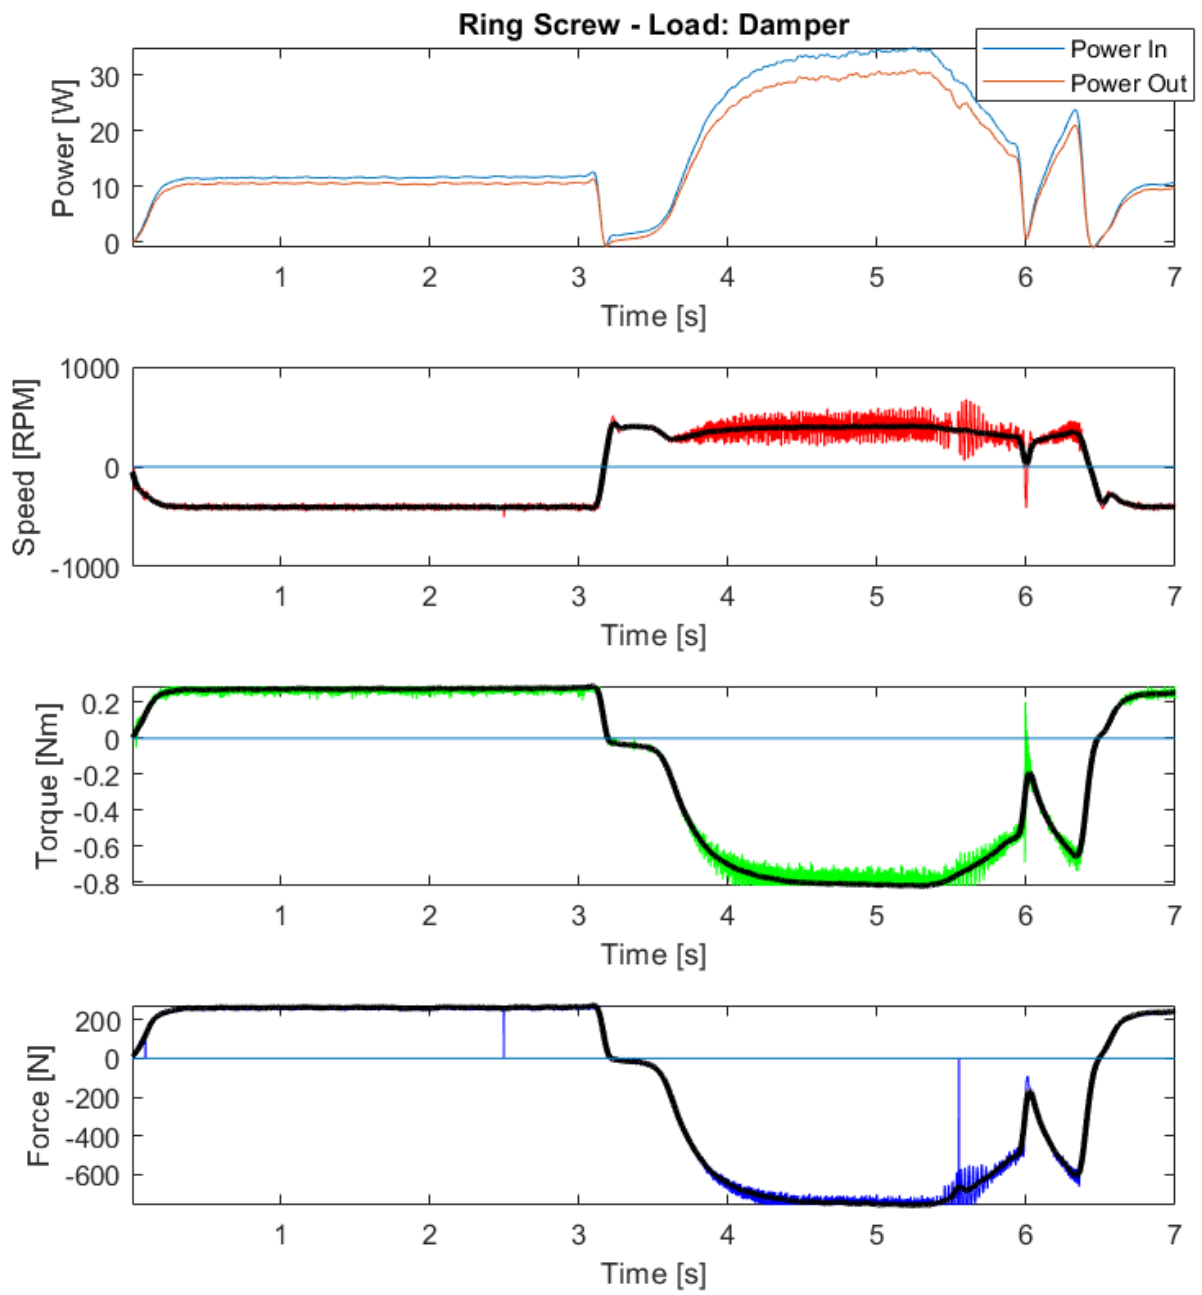 Ring Screw - Load: Damper
Power In
Power Out
Power [W]
30
20
10
0
1 2 3 4 5 6 7
Time [s]
Speed [RPM]
1000
0
-1000
1 2 3 4 5 6 7
Time [s]
Torque [Nm]
0.2
0
-0.2
-0.4
-0.6
-0.8
1 2 3 4 5 6 7
Time [s]
Force [N]
200
0
-200
-400
-600
1 2 3 4 5 6 7
Time [s]